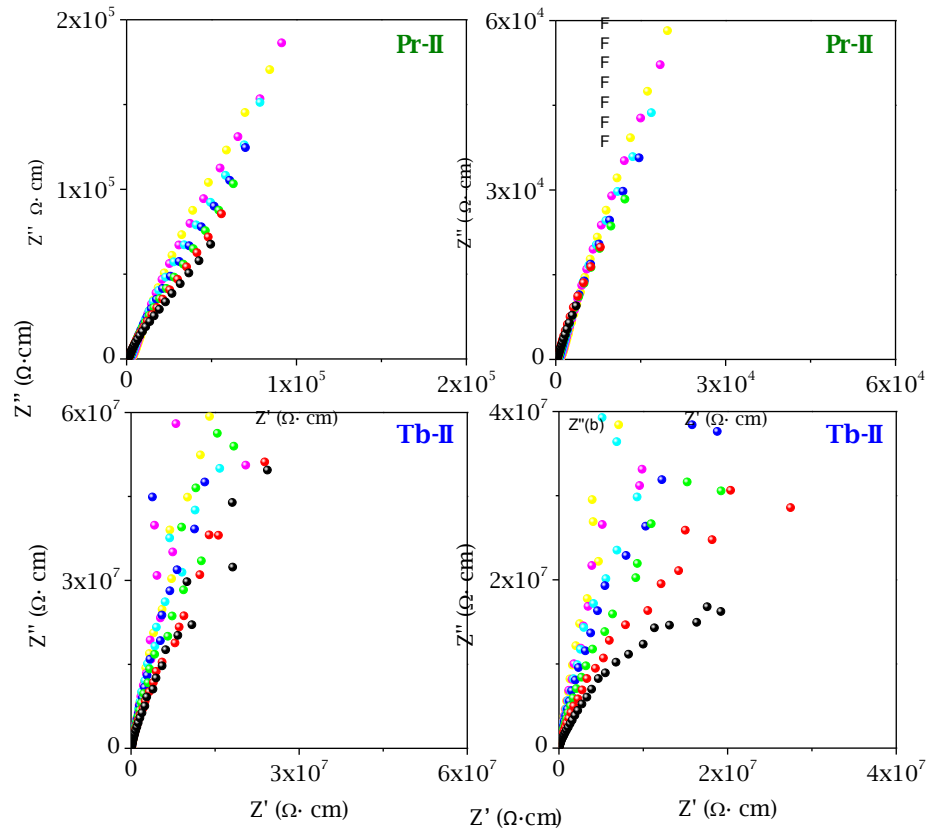 2x10⁵
Pr-II
1x10⁵
0
0
1x10⁵
2x10⁵
Z'' Ω· cm)
Z' (Ω· cm)
6x10⁴
F
F
F
F
F
F
F
Pr-II
3x10⁴
0
0
3x10⁴
6x10⁴
Z'' (Ω· cm)
Z' (Ω· cm)
Z'' (Ω·cm)
6x10⁷
Tb-II
3x10⁷
0
0
3x10⁷
6x10⁷
Z'' (Ω· cm)
Z' (Ω· cm)
4x10⁷
Z''(b)
Tb-II
2x10⁷
0
0
2x10⁷
4x10⁷
Z'' (Ω· cm)
Z' (Ω· cm)
Z' (Ω·cm)